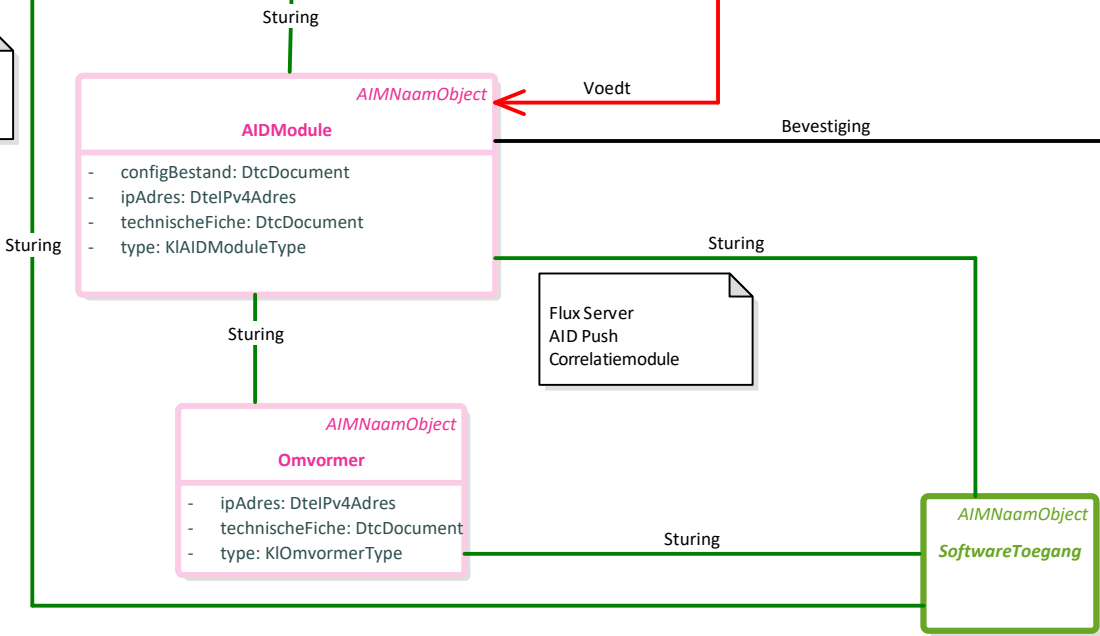 Sturing
AIMNaamObject
AIDModule
- configBestand: DtcDocument
- ipAdres: DteIPv4Adres
- technischeFiche: DtcDocument
- type: KlAIDModuleType
Voedt
Bevestiging
Sturing
Sturing
Flux Server
AID Push
Correlatiemodule
Sturing
AIMNaamObject
Omvormer
- ipAdres: DteIPv4Adres
- technischeFiche: DtcDocument
- type: KlOmvormerType
Sturing
AIMNaamObject
SoftwareToegang